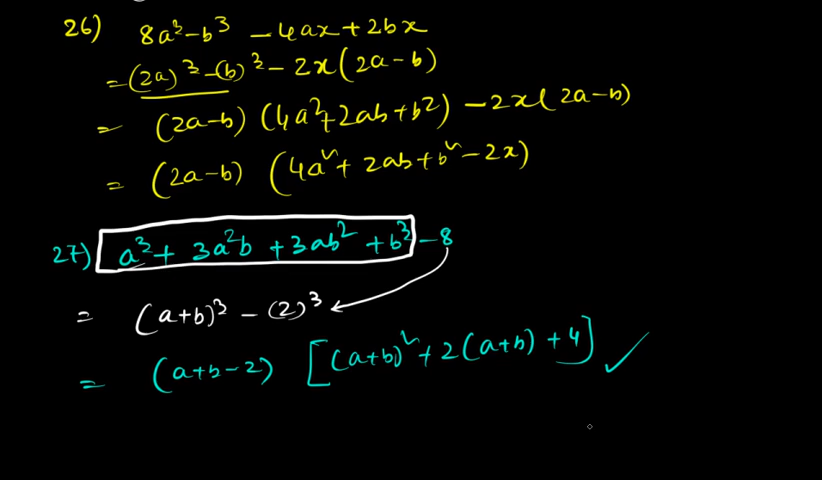 26) 8a³-b³ -4ax+2bx
=(2a)³-(b)³-2x(2a-b)
= (2a-b) (4a²+2ab+b²) -2x(2a-b)
= (2a-b) (4a²+2ab+b²-2x)
27) a³+3a²b+3ab²+b³-8
= (a+b)³-(2)³
= (a+b-2) [(a+b)²+2(a+b)+4] ✓